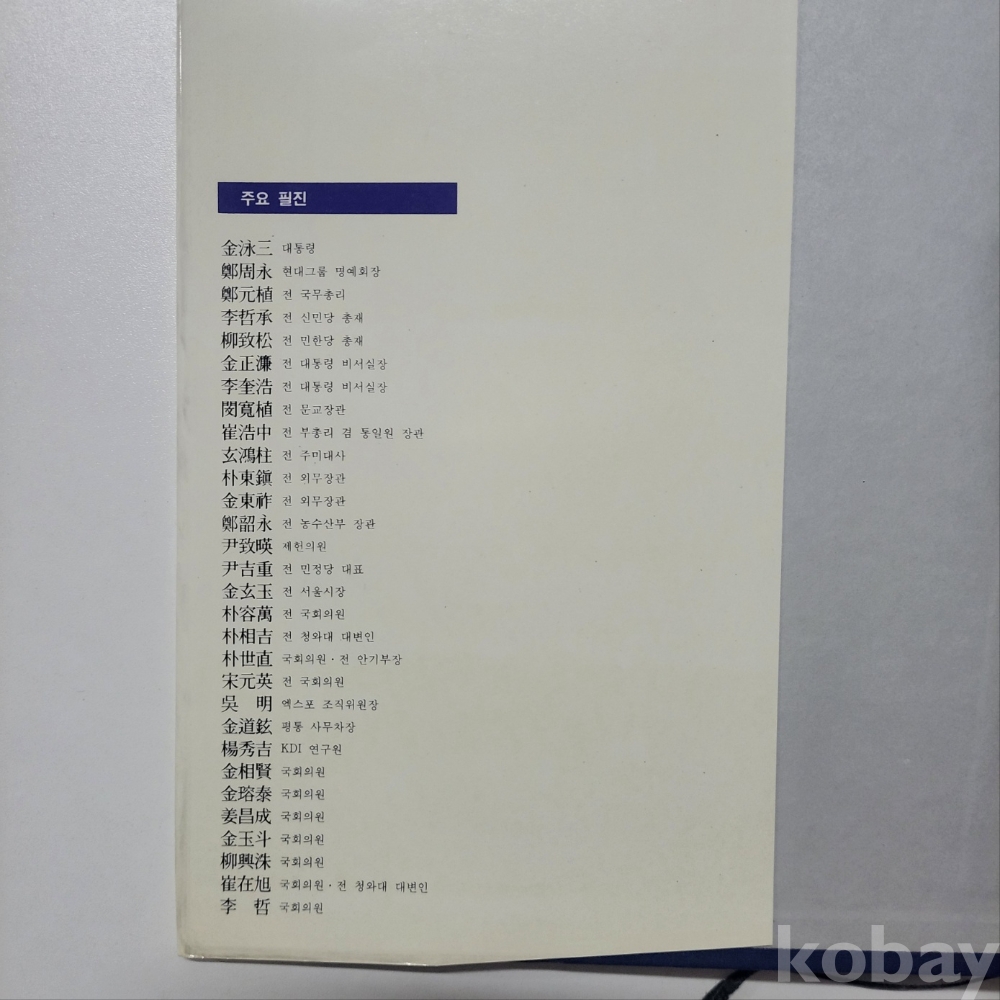 주요 필진
金泳三 대통령
鄭周永 현대그룹 명예회장
鄭元植 전 국무총리
李哲承 전 신민당 총재
柳致松 전 민한당 총재
金正濂 전 대통령 비서실장
李奎浩 전 대통령 비서실장
閔寬植 전 문교장관
崔浩中 전 부총리 겸 통일원 장관
玄鴻柱 전 주미대사
朴東鎭 전 외무장관
金東祚 전 외무장관
鄭韶永 전 농수산부 장관
尹致暎 제헌의원
尹吉重 전 민정당 대표
金玄玉 전 서울시장
朴容萬 전 국회의원
朴相吉 전 청와대 대변인
朴世直 국회의원·전 안기부장
宋元英 전 국회의원
吳 明 엑스포 조직위원장
金道鉉 평통 사무차장
楊秀吉 KDI 연구원
金相賢 국회의원
金瑢泰 국회의원
姜昌成 국회의원
金玉斗 국회의원
柳興洙 국회의원
崔在旭 국회의원·전 청와대 대변인
李 哲 국회의원
kobay